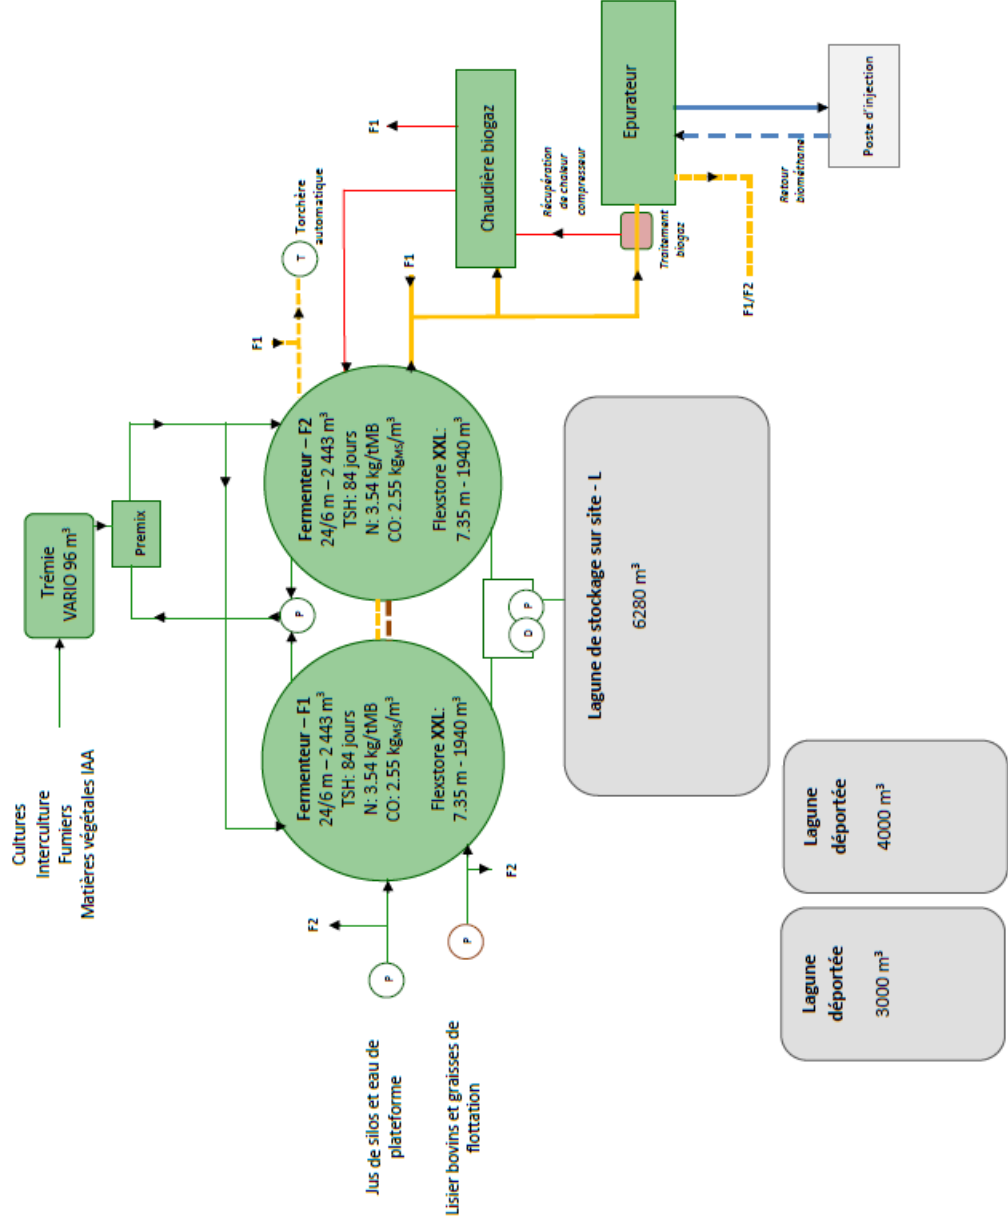 Cultures
Interculture
Fumiers
Matières végétales IAA
Trémie
VARIO 96 m³
Premix
Jus de silos et eau de
plateforme
Lisier bovins et graisses de
flottation
P
P
F2
F2
Fermenteur – F1
24/6 m – 2 443 m³
TSH: 84 jours
N: 3.54 kg/tMB
CO: 2.55 kgMS/m³
Flexstore XXL:
7.35 m - 1940 m³
P
D
P
Fermenteur – F2
24/6 m – 2 443 m³
TSH: 84 jours
N: 3.54 kg/tMB
CO: 2.55 kgMS/m³
Flexstore XXL:
7.35 m - 1940 m³
F1
T
Torchère
automatique
F1
F1
Chaudière biogaz
Récupération
de chaleur
compresseur
Traitement
biogaz
Epurateur
F1/F2
Retour
biométhane
Poste d'injection
Lagune de stockage sur site - L
6280 m³
Lagune
déportée
3000 m³
Lagune
déportée
4000 m³